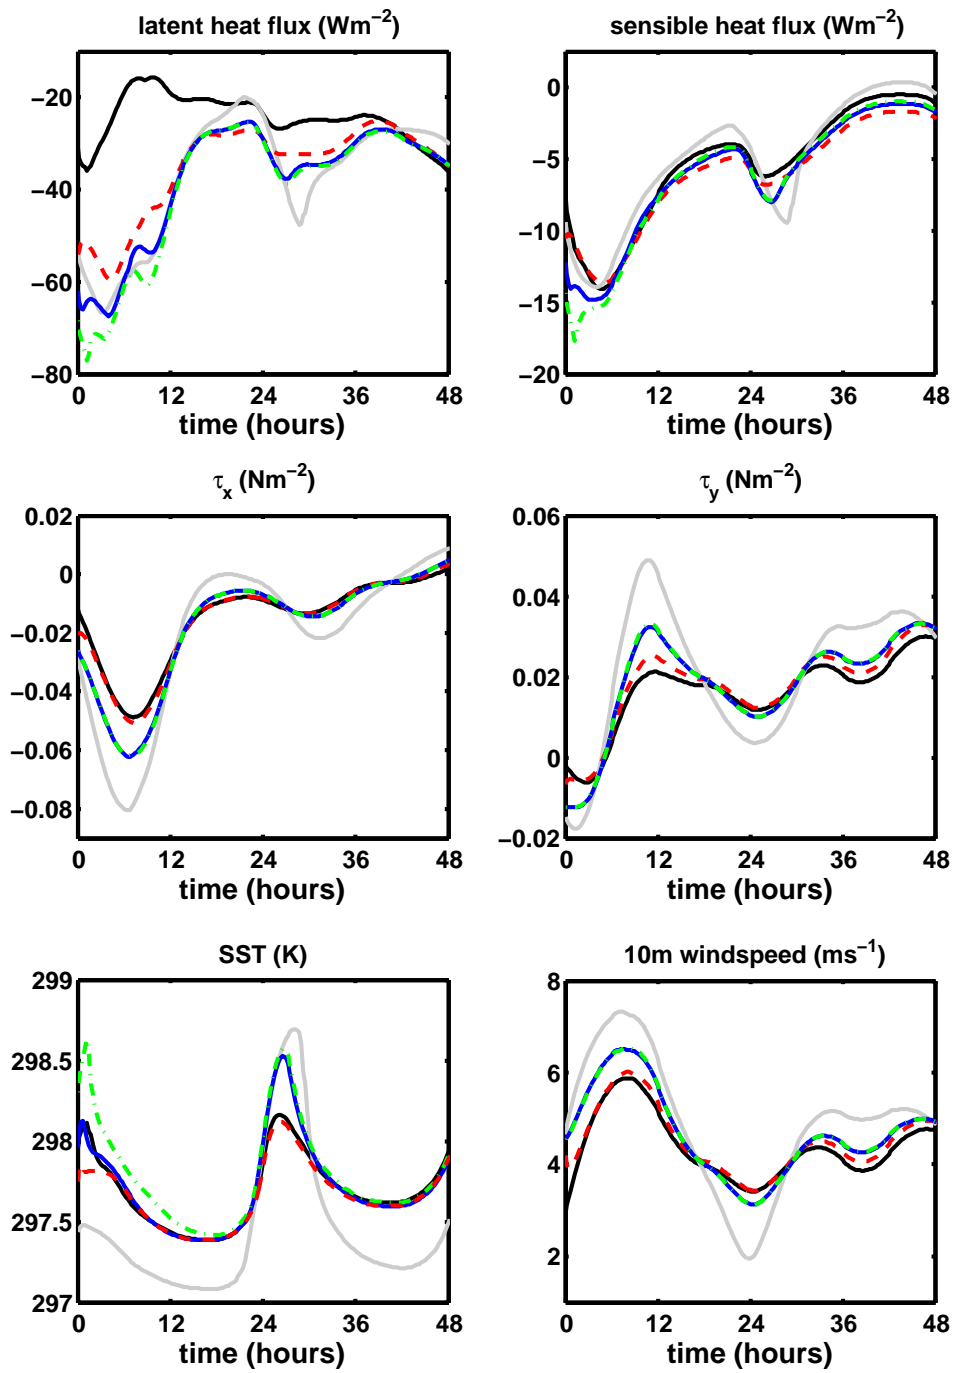 latent heat flux (Wm⁻²)
sensible heat flux (Wm⁻²)
−20
−40
−60
−80
0 12 24 36 48
time (hours)
0
−5
−10
−15
−20
0 12 24 36 48
time (hours)
τx (Nm⁻²)
τy (Nm⁻²)
0.02
0
−0.02
−0.04
−0.06
−0.08
0 12 24 36 48
time (hours)
0.06
0.04
0.02
0
−0.02
0 12 24 36 48
time (hours)
SST (K)
10m windspeed (ms⁻¹)
299
298.5
298
297.5
297
0 12 24 36 48
time (hours)
8
6
4
2
0 12 24 36 48
time (hours)